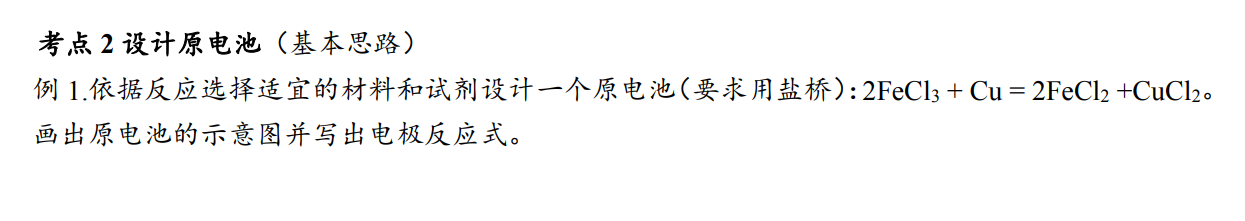 考点 2 设计原电池（基本思路）
例 1.依据反应选择适宜的材料和试剂设计一个原电池（要求用盐桥）：2FeCl₃ + Cu = 2FeCl₂ +CuCl₂。
画出原电池的示意图并写出电极反应式。